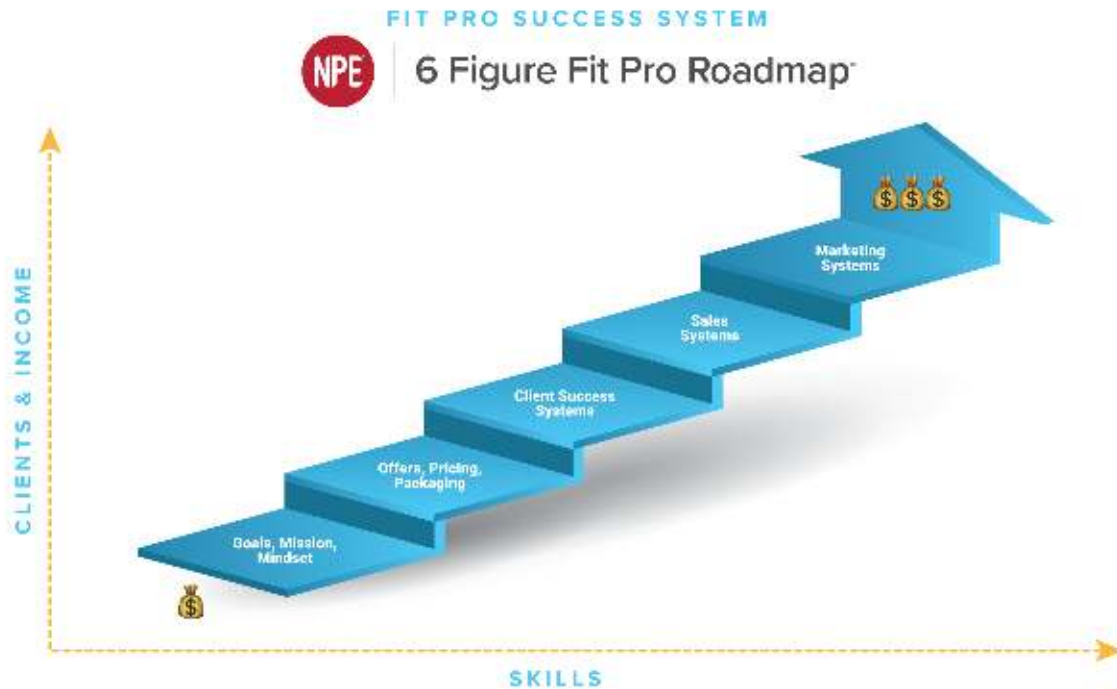 FIT PRO SUCCESS SYSTEM
NPE
6 Figure Fit Pro Roadmap
CLIENTS & INCOME
Marketing
Systems
Sales
Systems
Client Success
Systems
Offers, Pricing,
Packaging
Goals, Mission,
Mindset
SKILLS